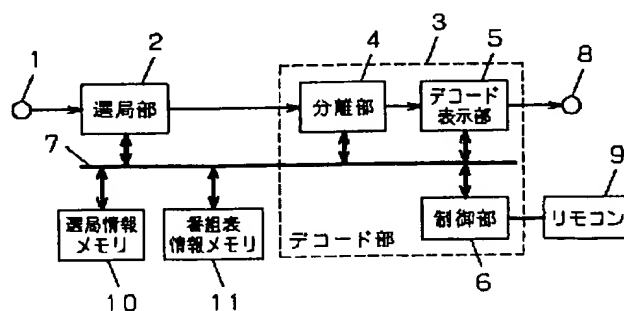 1
2
選局部
7
4
分離部
3
5
デコード
表示部
8
選局情報
メモリ
10
番組表
情報メモリ
11
デコード部
制御部
6
9
リモコン